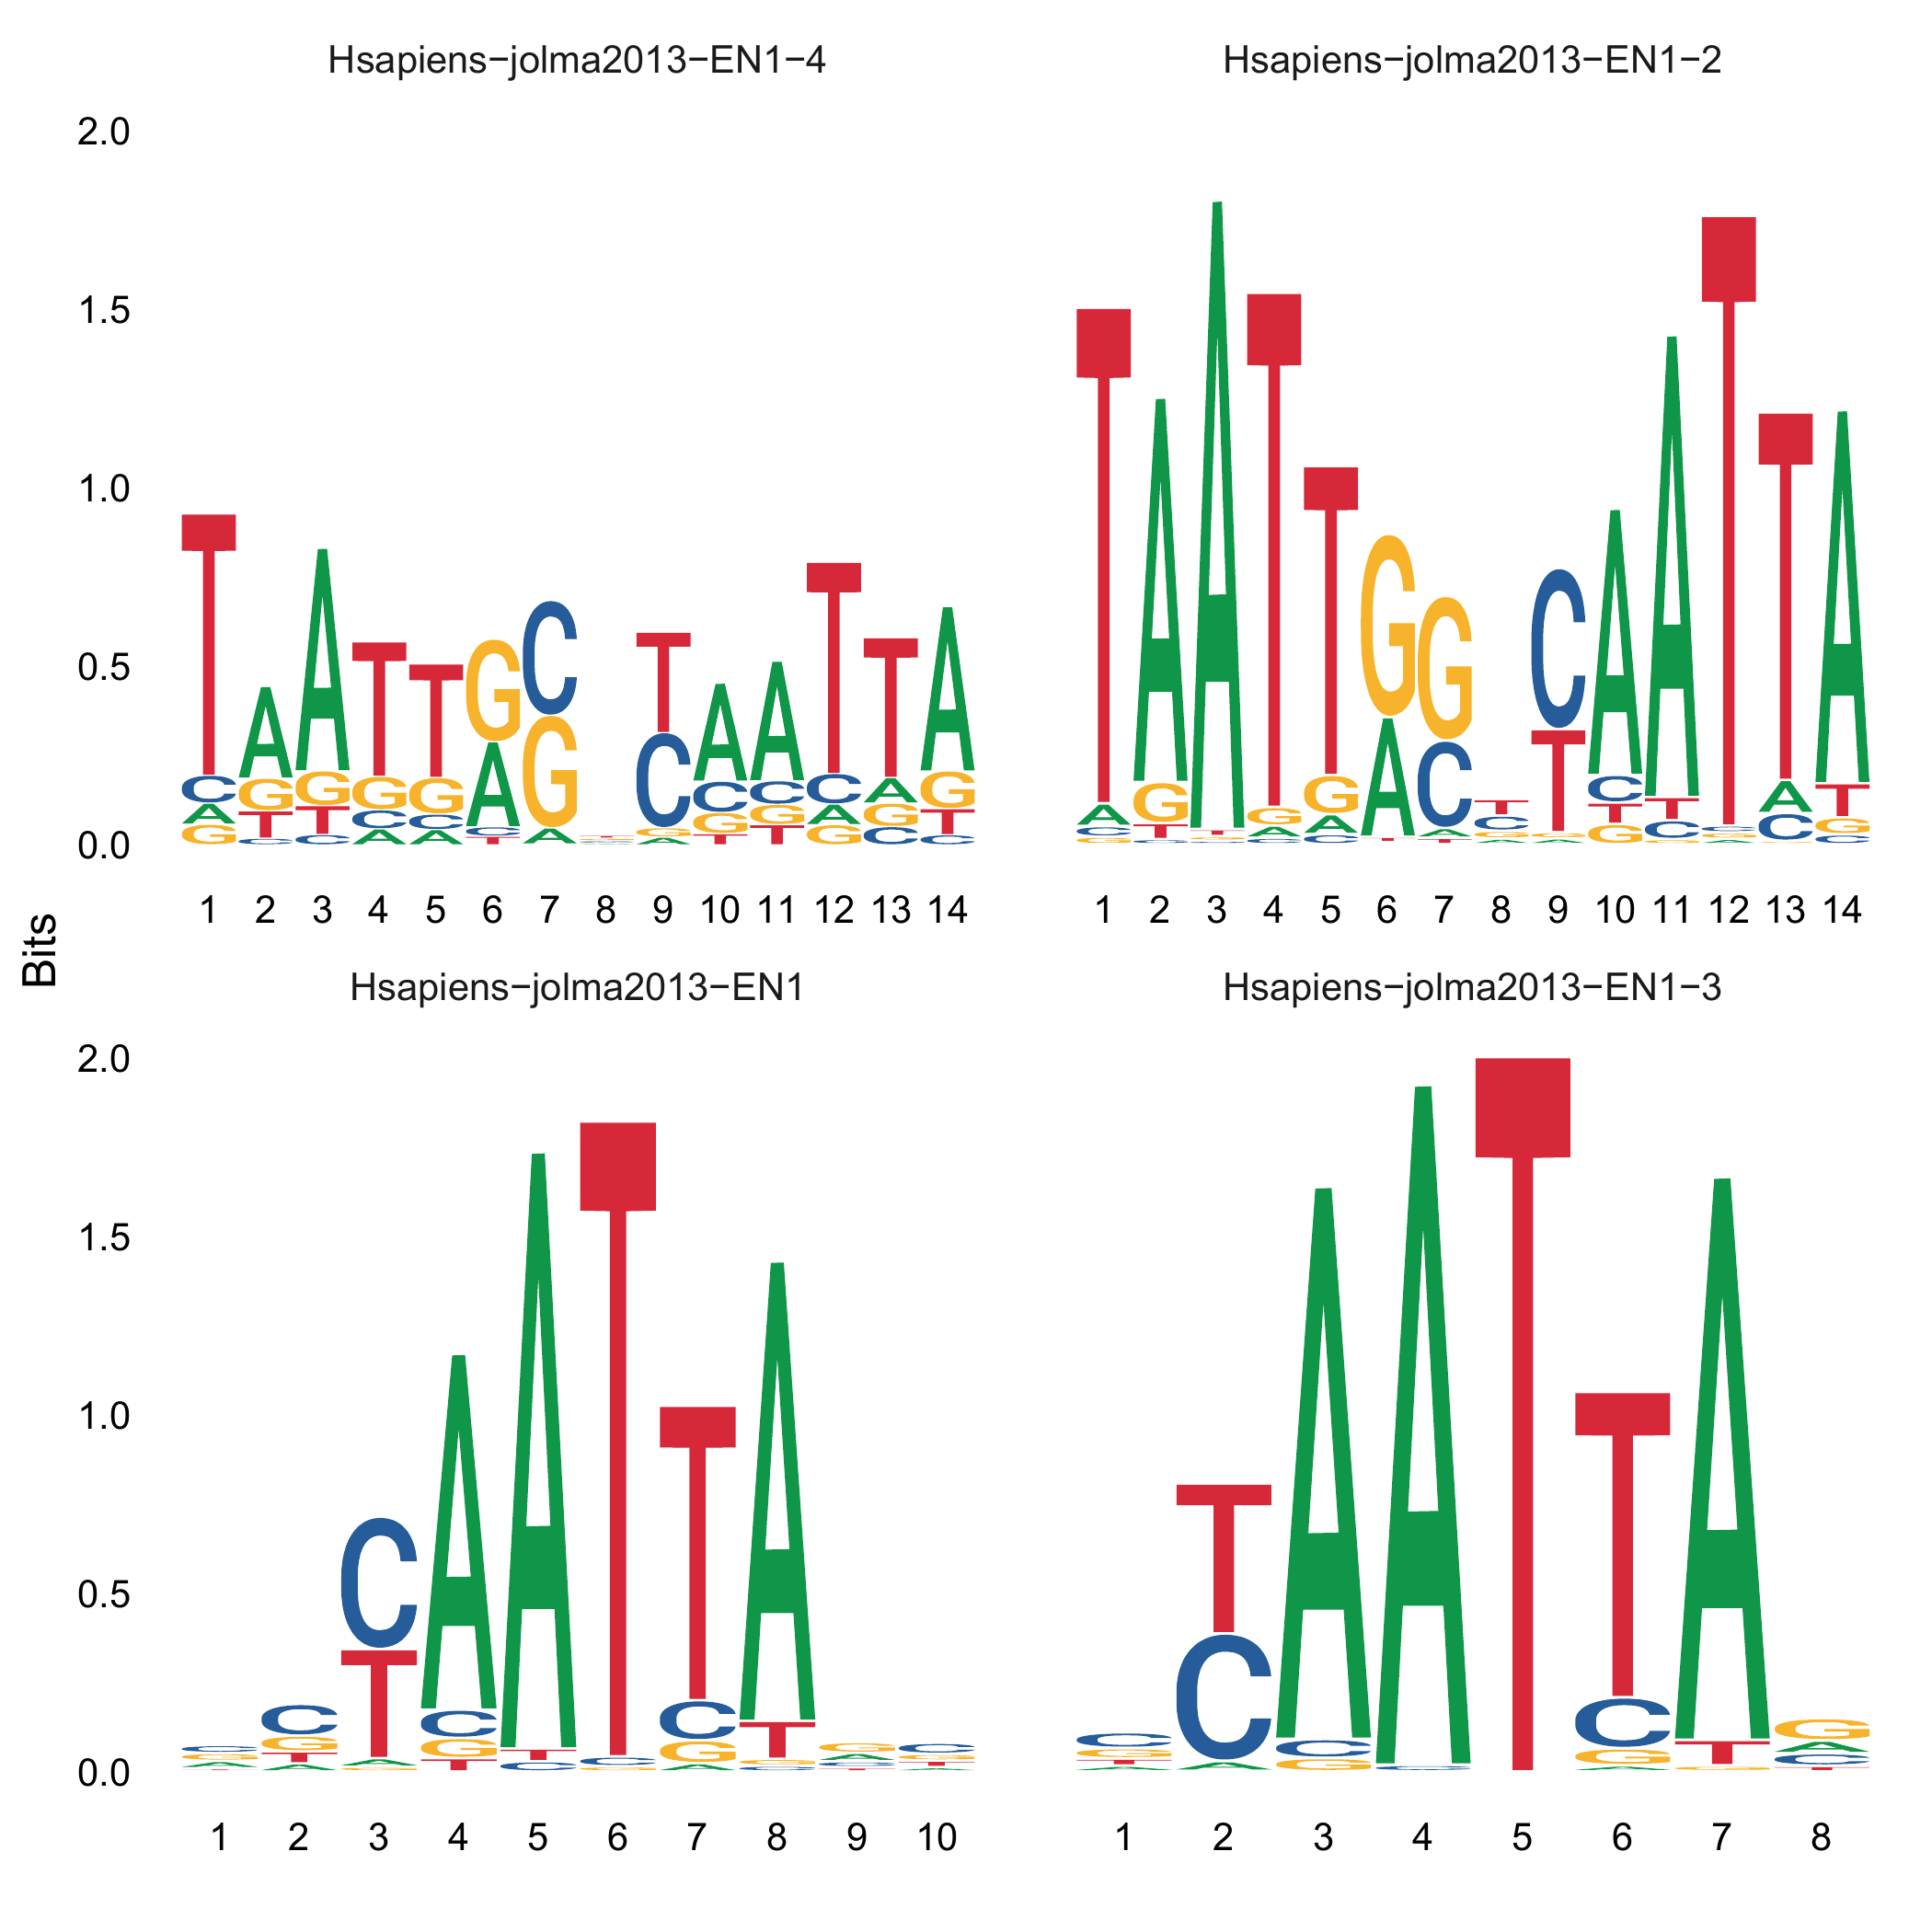 Hsapiens−jolma2013−EN1−4
Hsapiens−jolma2013−EN1−2
2.0
1.5
1.0
0.5
0.0
1 2 3 4 5 6 7 8 9 10 11 12 13 14
1 2 3 4 5 6 7 8 9 10 11 12 13 14
Bits
Hsapiens−jolma2013−EN1
Hsapiens−jolma2013−EN1−3
2.0
1.5
1.0
0.5
0.0
1 2 3 4 5 6 7 8 9 10
1 2 3 4 5 6 7 8